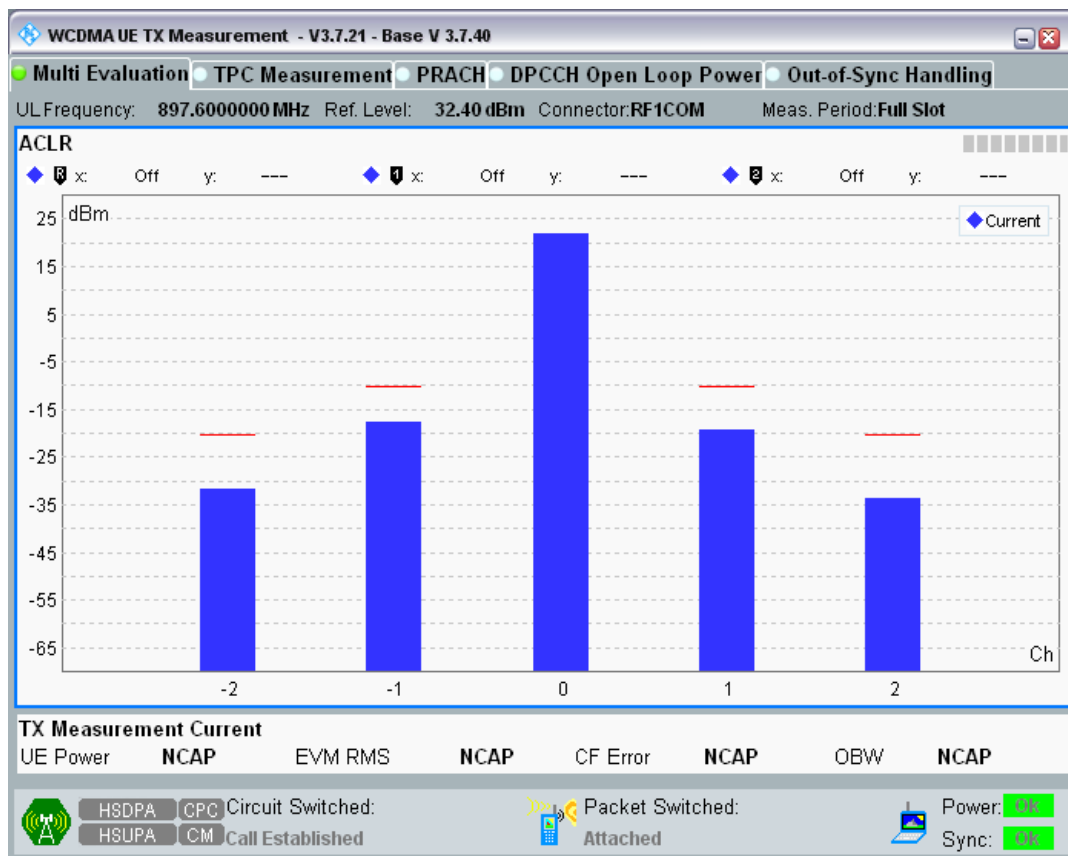 WCDMA UE TX Measurement - V3.7.21 - Base V 3.7.40
Multi Evaluation TPC Measurement PRACH DPCCH Open Loop Power Out-of-Sync Handling
UL Frequency: 897.6000000 MHz Ref. Level: 32.40 dBm Connector:RF1COM Meas. Period:Full Slot
ACLR
R x: Off y: --- 1 x: Off y: --- 2 x: Off y: ---
dBm
Current
25
15
5
-5
-15
-25
-35
-45
-55
-65
Ch
-2 -1 0 1 2
TX Measurement Current
UE Power NCAP EVM RMS NCAP CF Error NCAP OBW NCAP
HSDPA CPC Circuit Switched: Packet Switched: Power: Ok
HSUPA CM Call Established Attached Sync: Ok